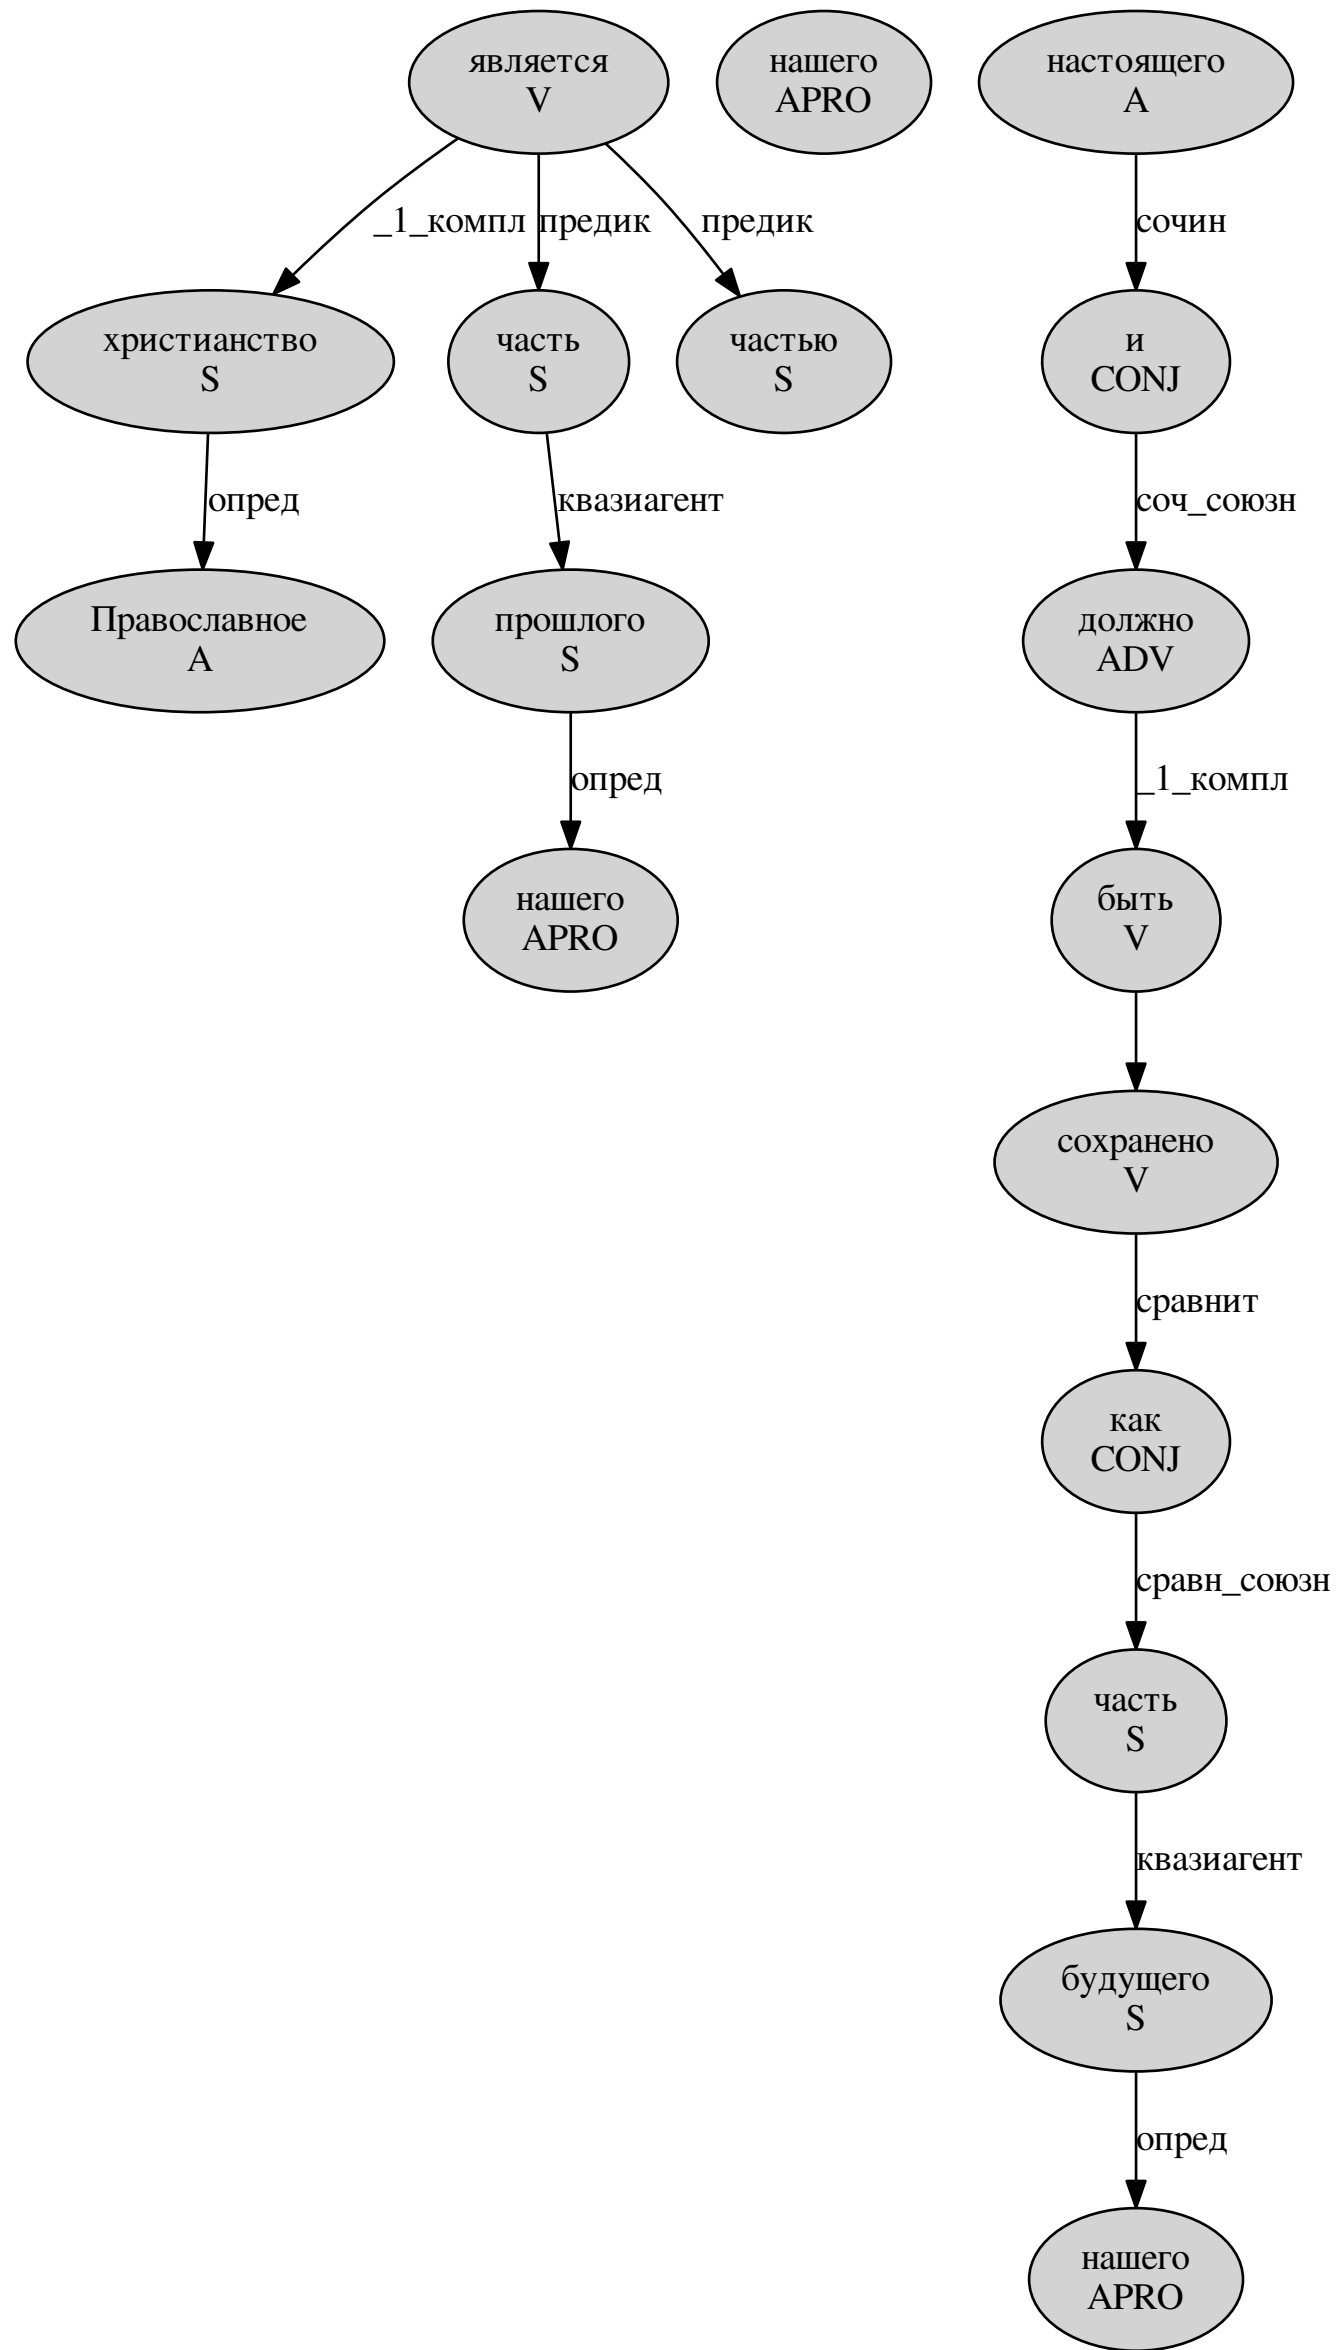 является
V
нашего
APRO
настоящего
A
_1_компл
предик
предик
сочин
христианство
S
часть
S
частью
S
и
CONJ
опред
квазиагент
соч_союзн
Православное
A
прошлого
S
должно
ADV
опред
_1_компл
нашего
APRO
быть
V
сохранено
V
сравнит
как
CONJ
сравн_союзн
часть
S
квазиагент
будущего
S
опред
нашего
APRO